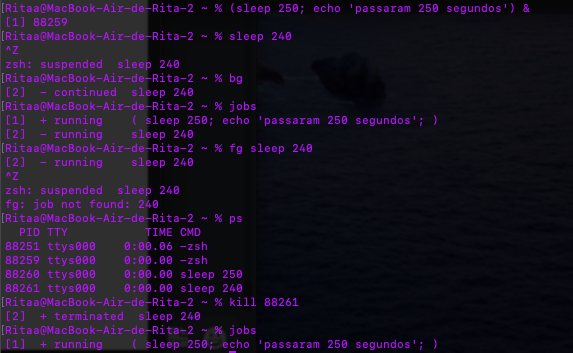 [Ritaa@MacBook-Air-de-Rita-2 ~ % (sleep 250; echo 'passaram 250 segundos') &
[1] 88259
[Ritaa@MacBook-Air-de-Rita-2 ~ % sleep 240
^Z
zsh: suspended  sleep 240
[Ritaa@MacBook-Air-de-Rita-2 ~ % bg
[2]  - continued  sleep 240
[Ritaa@MacBook-Air-de-Rita-2 ~ % jobs
[1]  + running    ( sleep 250; echo 'passaram 250 segundos'; )
[2]  - running    sleep 240
[Ritaa@MacBook-Air-de-Rita-2 ~ % fg sleep 240
[2]  - running    sleep 240
^Z
zsh: suspended  sleep 240
fg: job not found: 240
[Ritaa@MacBook-Air-de-Rita-2 ~ % ps
  PID TTY           TIME CMD
88251 ttys000    0:00.06 -zsh
88259 ttys000    0:00.00 -zsh
88260 ttys000    0:00.00 sleep 250
88261 ttys000    0:00.00 sleep 240
[Ritaa@MacBook-Air-de-Rita-2 ~ % kill 88261
[2]  + terminated  sleep 240
[Ritaa@MacBook-Air-de-Rita-2 ~ % jobs
[1]  + running    ( sleep 250; echo 'passaram 250 segundos'; )